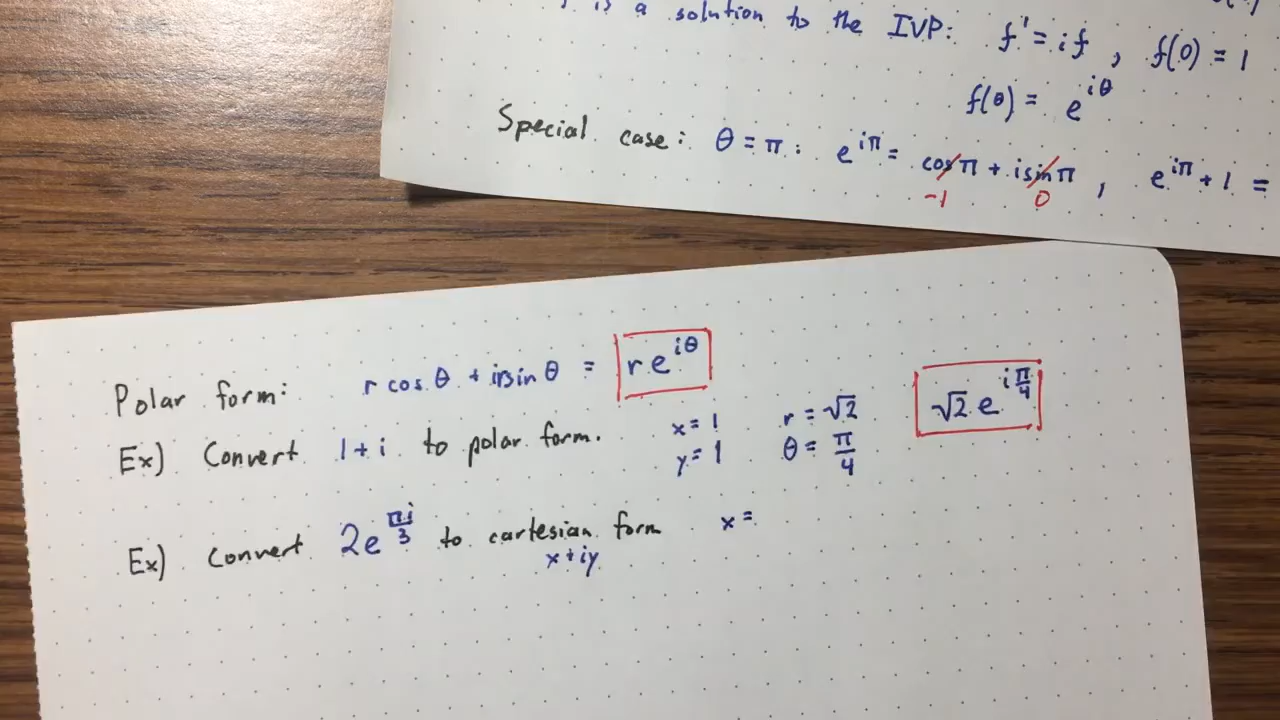 is a solution to the IVP: f' = if, f(0) = 1
f(θ) = e^{iθ}
Special case: θ = π: e^{iπ} = cos π + i sin π, e^{iπ} + 1 =
-1 0
Polar form: r cos θ + ir sin θ = re^{iθ}
Ex) Convert 1 + i to polar form. x = 1 r = √2 √2 e^{i π/4}
y = 1 θ = π/4
Ex) Convert 2e^{πi/3} to cartesian form x =
x + iy